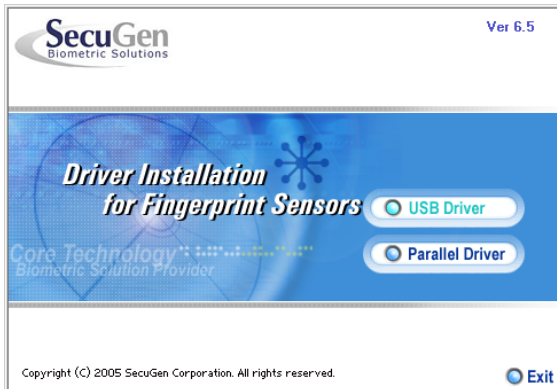 SecuGen
Biometric Solutions
Ver 6.5
Driver Installation
for Fingerprint Sensors
USB Driver
Parallel Driver
Core Technology
Biometric Solution Provider
Copyright (C) 2005 SecuGen Corporation. All rights reserved.
Exit